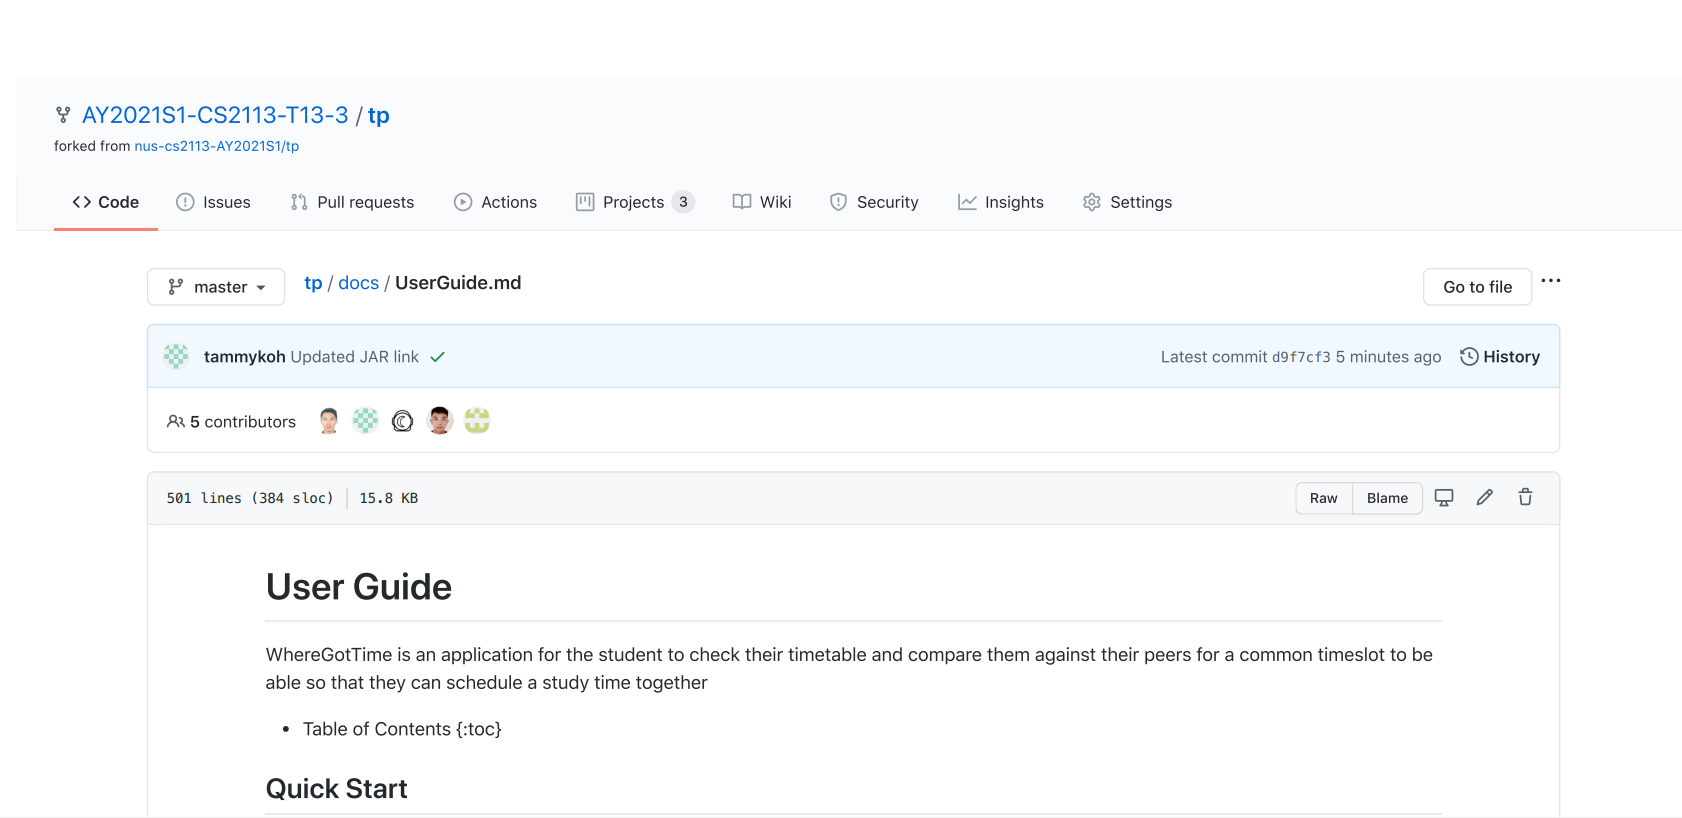 AY2021S1-CS2113-T13-3 / tp
forked from nus-cs2113-AY2021S1/tp
Code Issues Pull requests Actions Projects 3 Wiki Security Insights Settings
master tp / docs / UserGuide.md Go to file ...
tammykoh Updated JAR link Latest commit d9f7cf3 5 minutes ago History
5 contributors
501 lines (384 sloc) 15.8 KB Raw Blame
User Guide
WhereGotTime is an application for the student to check their timetable and compare them against their peers for a common timeslot to be
able so that they can schedule a study time together
• Table of Contents {:toc}
Quick Start